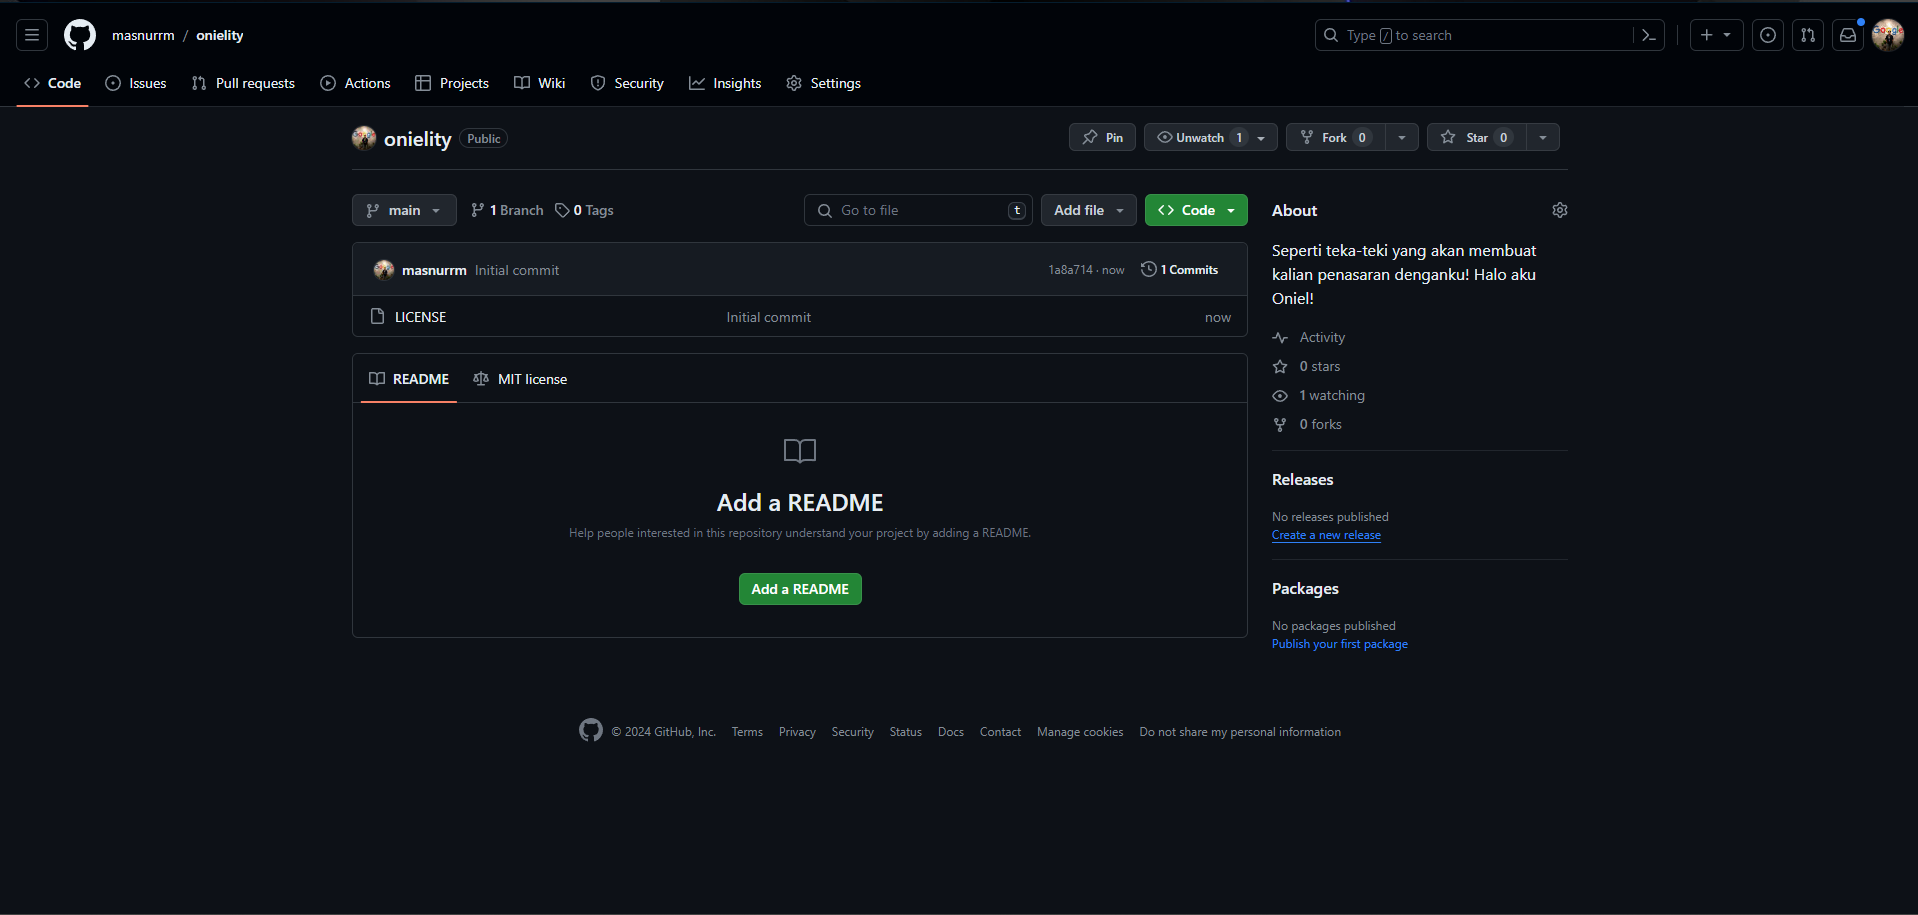 masnurrm / onielity
Type / to search
Code Issues Pull requests Actions Projects Wiki Security Insights Settings
onielity Public
Pin Unwatch 1 Fork 0 Star 0
main 1 Branch 0 Tags Go to file t Add file Code
masnurrm Initial commit 1a8a714 · now 1 Commits
LICENSE Initial commit now
README MIT license
Add a README
Help people interested in this repository understand your project by adding a README.
Add a README
About
Seperti teka-teki yang akan membuat
kalian penasaran denganku! Halo aku
Oniel!
Activity
0 stars
1 watching
0 forks
Releases
No releases published
Create a new release
Packages
No packages published
Publish your first package
© 2024 GitHub, Inc. Terms Privacy Security Status Docs Contact Manage cookies Do not share my personal information